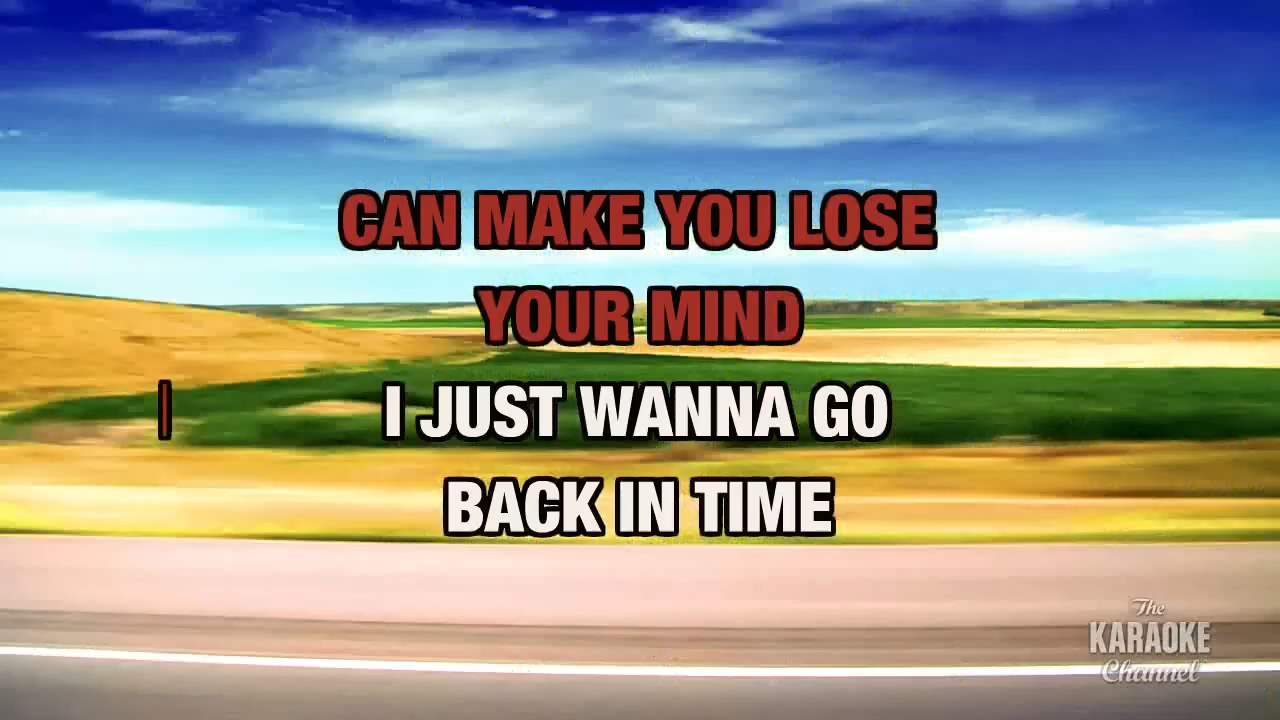 CAN MAKE YOU LOSE
YOUR MIND
I JUST WANNA GO
BACK IN TIME
The
KARAOKE
Channel